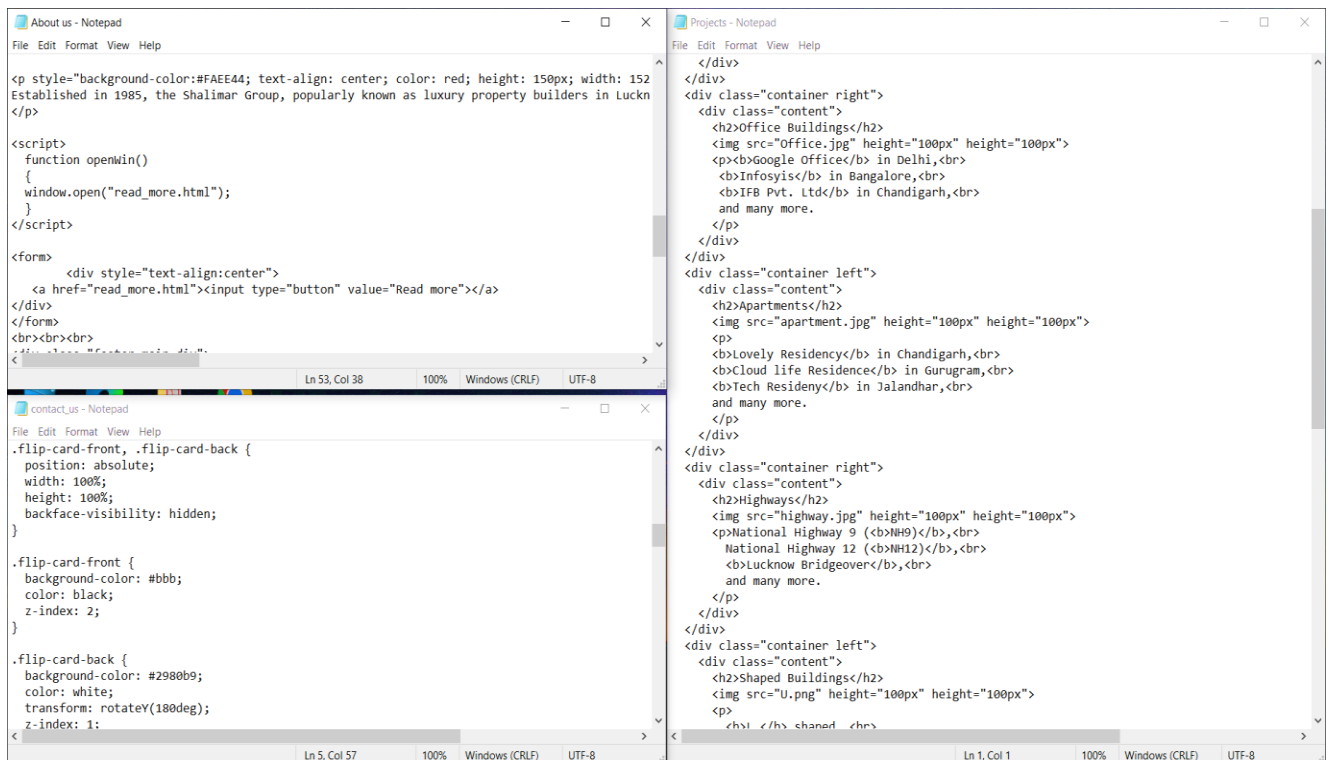 About us - Notepad
File Edit Format View Help
<p style="background-color:#FAEE44; text-align: center; color: red; height: 150px; width: 152
Established in 1985, the Shalimar Group, popularly known as luxury property builders in Luckn
</p>
<script>
function openWin()
{
window.open("read_more.html");
}
</script>
<form>
<div style="text-align:center">
<a href="read_more.html"><input type="button" value="Read more"></a>
</div>
</form>
<br><br><br>
Ln 53, Col 38 100% Windows (CRLF) UTF-8
contact_us - Notepad
File Edit Format View Help
.flip-card-front, .flip-card-back {
position: absolute;
width: 100%;
height: 100%;
backface-visibility: hidden;
}
.flip-card-front {
background-color: #bbb;
color: black;
z-index: 2;
}
.flip-card-back {
background-color: #2980b9;
color: white;
transform: rotateY(180deg);
z-index: 1;
Ln 5, Col 57 100% Windows (CRLF) UTF-8
Projects - Notepad
File Edit Format View Help
</div>
</div>
<div class="container right">
<div class="content">
<h2>Office Buildings</h2>
<img src="Office.jpg" height="100px" height="100px">
<p><b>Google Office</b> in Delhi,<br>
<b>Infosyis</b> in Bangalore,<br>
<b>IFB Pvt. Ltd</b> in Chandigarh,<br>
and many more.
</p>
</div>
</div>
<div class="container left">
<div class="content">
<h2>Apartments</h2>
<img src="apartment.jpg" height="100px" height="100px">
<p>
<b>Lovely Residency</b> in Chandigarh,<br>
<b>Cloud life Residence</b> in Gurugram,<br>
<b>Tech Resideny</b> in Jalandhar,<br>
and many more.
</p>
</div>
</div>
<div class="container right">
<div class="content">
<h2>Highways</h2>
<img src="highway.jpg" height="100px" height="100px">
<p>National Highway 9 (<b>NH9)</b>,<br>
National Highway 12 (<b>NH12)</b>,<br>
<b>Lucknow Bridgeover</b>,<br>
and many more.
</p>
</div>
</div>
<div class="container left">
<div class="content">
<h2>Shaped Buildings</h2>
<img src="U.png" height="100px" height="100px">
<p>
<b>L </b> shaped, <br>
Ln 1, Col 1 100% Windows (CRLF) UTF-8